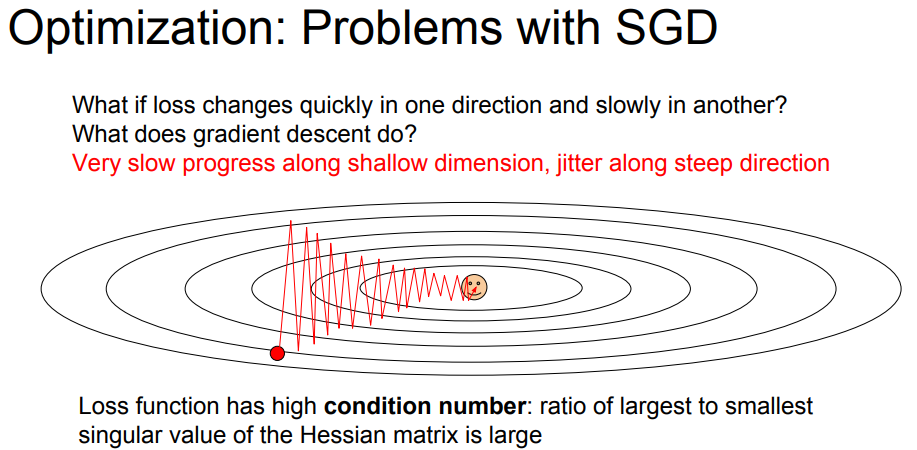 Optimization: Problems with SGD
What if loss changes quickly in one direction and slowly in another?
What does gradient descent do?
Very slow progress along shallow dimension, jitter along steep direction
Loss function has high condition number: ratio of largest to smallest
singular value of the Hessian matrix is large